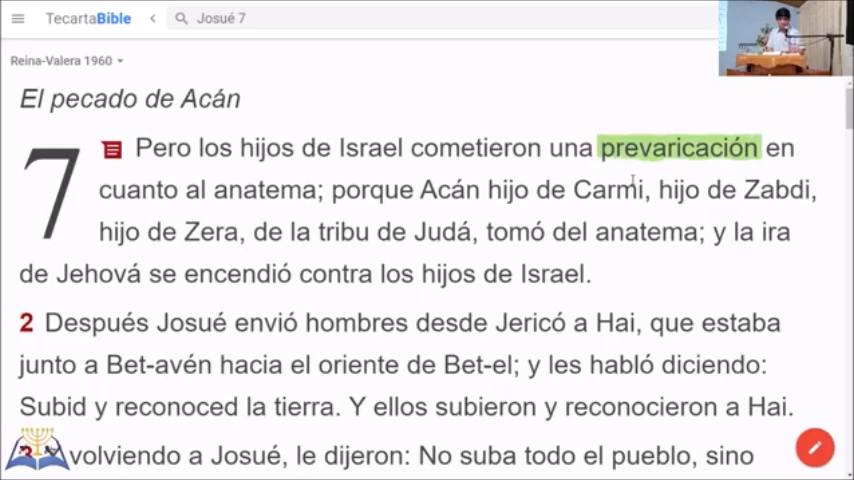 TecartaBible
Josué 7
Reina-Valera 1960
El pecado de Acán
7 Pero los hijos de Israel cometieron una prevaricación en
cuanto al anatema; porque Acán hijo de Carmi, hijo de Zabdi,
hijo de Zera, de la tribu de Judá, tomó del anatema; y la ira
de Jehová se encendió contra los hijos de Israel.
2 Después Josué envió hombres desde Jericó a Hai, que estaba
junto a Bet-avén hacia el oriente de Bet-el; y les habló diciendo:
Subid y reconoced la tierra. Y ellos subieron y reconocieron a Hai.
3 Y volviendo a Josué, le dijeron: No suba todo el pueblo, sino